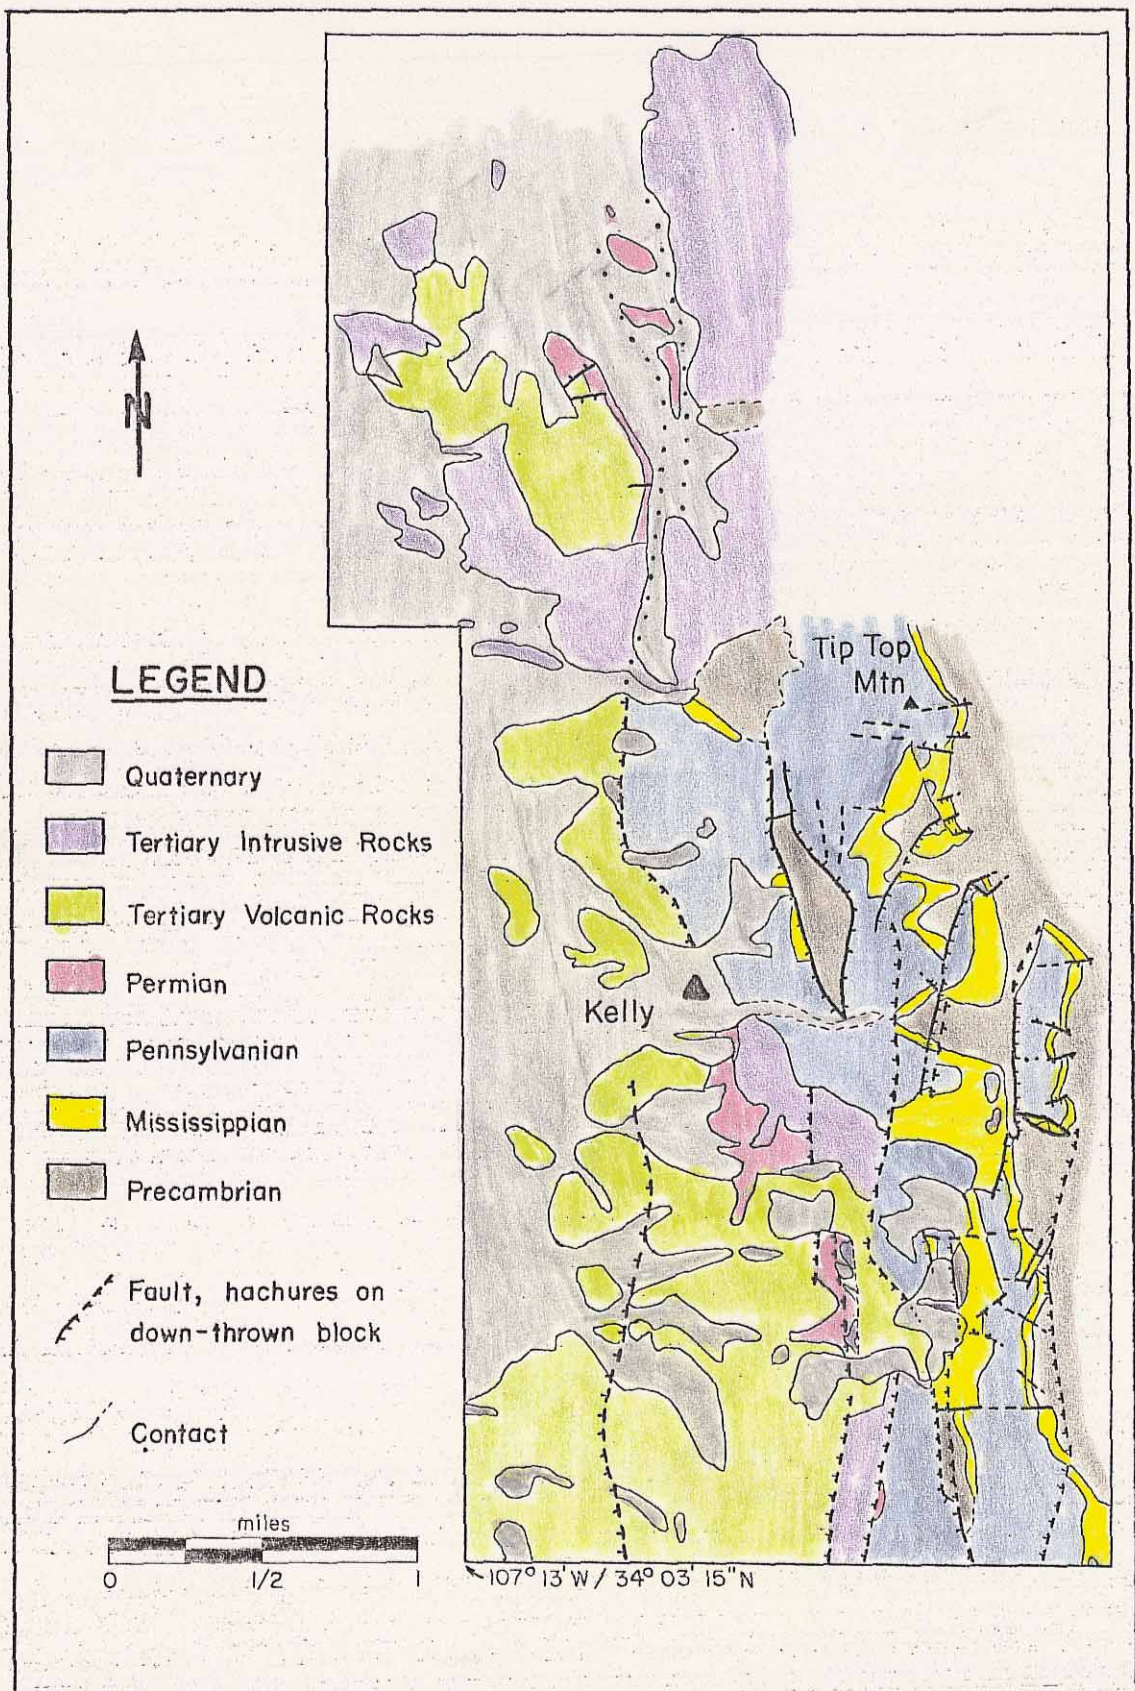 N
Tip Top
Mtn
LEGEND
Quaternary
Tertiary Intrusive Rocks
Tertiary Volcanic Rocks
Permian
Kelly
Pennsylvanian
Mississippian
Precambrian
Fault, hachures on
down-thrown block
Contact
miles
0 1/2 1
107° 13' W / 34° 03' 15" N